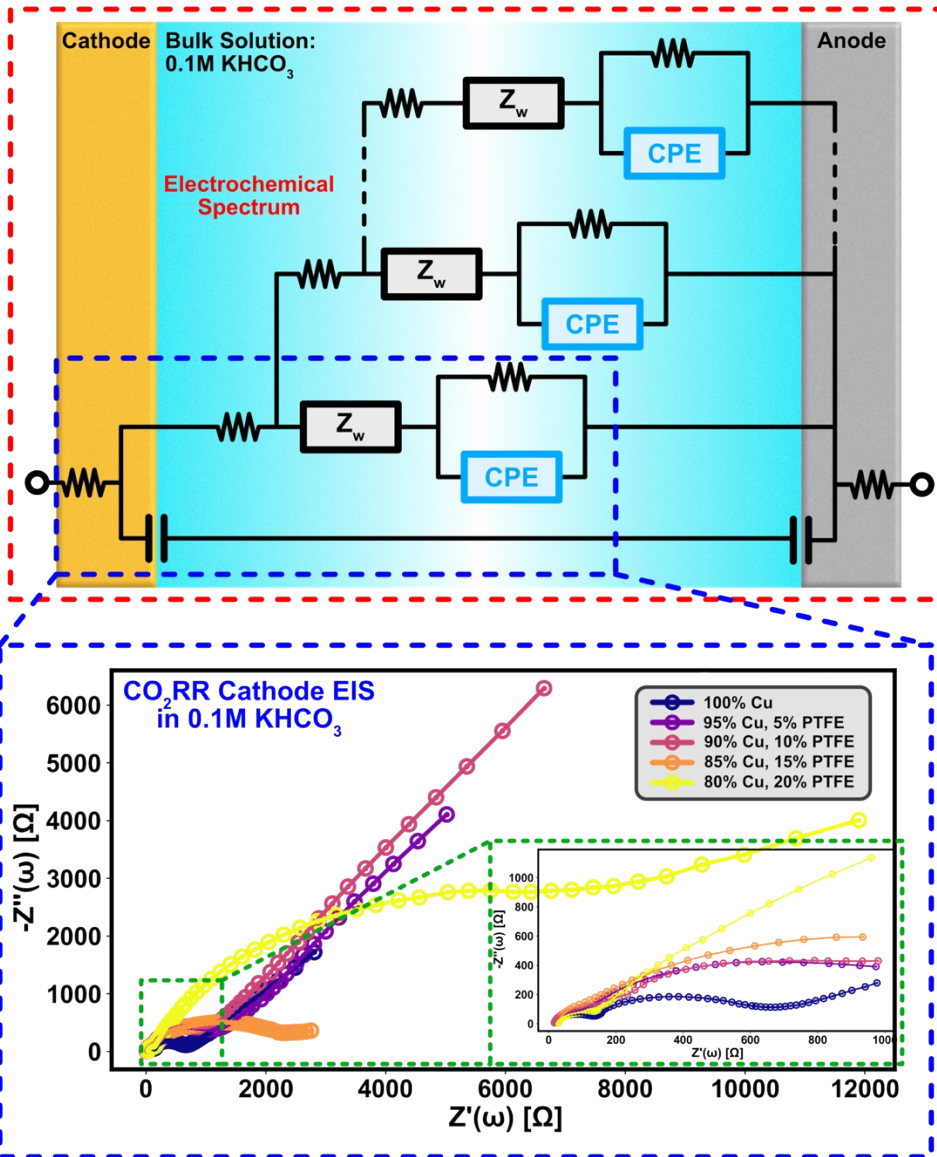 Cathode
Bulk Solution:
0.1M KHCO₃
Anode
Z_w
CPE
Electrochemical
Spectrum
Z_w
CPE
Z_w
CPE
CO₂RR Cathode EIS
in 0.1M KHCO₃
100% Cu
95% Cu, 5% PTFE
90% Cu, 10% PTFE
85% Cu, 15% PTFE
80% Cu, 20% PTFE
-Z''(ω) [Ω]
6000
5000
4000
3000
2000
1000
0
0 2000 4000 6000 8000 10000 12000
Z'(ω) [Ω]
-Z''(ω) [Ω]
1000
800
600
400
200
0
0 200 400 600 800 1000
Z'(ω) [Ω]